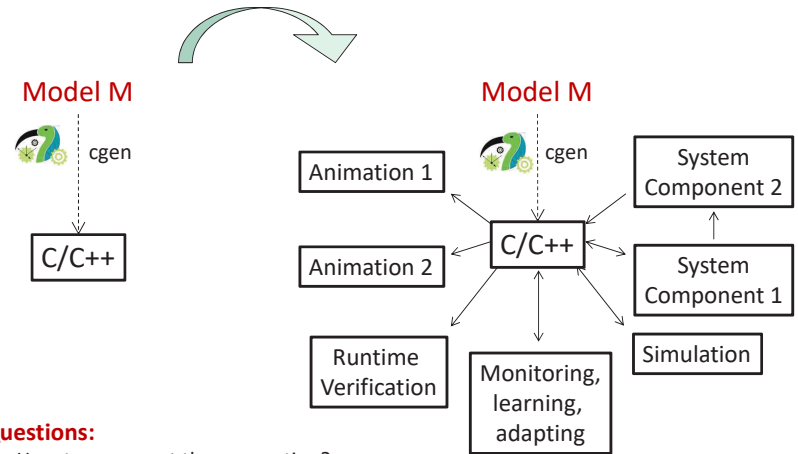 Model M
cgen
C/C++
Model M
cgen
Animation 1
System
Component 2
Animation 2
C/C++
System
Component 1
Runtime
Verification
Monitoring,
learning,
adapting
Simulation
uestions: